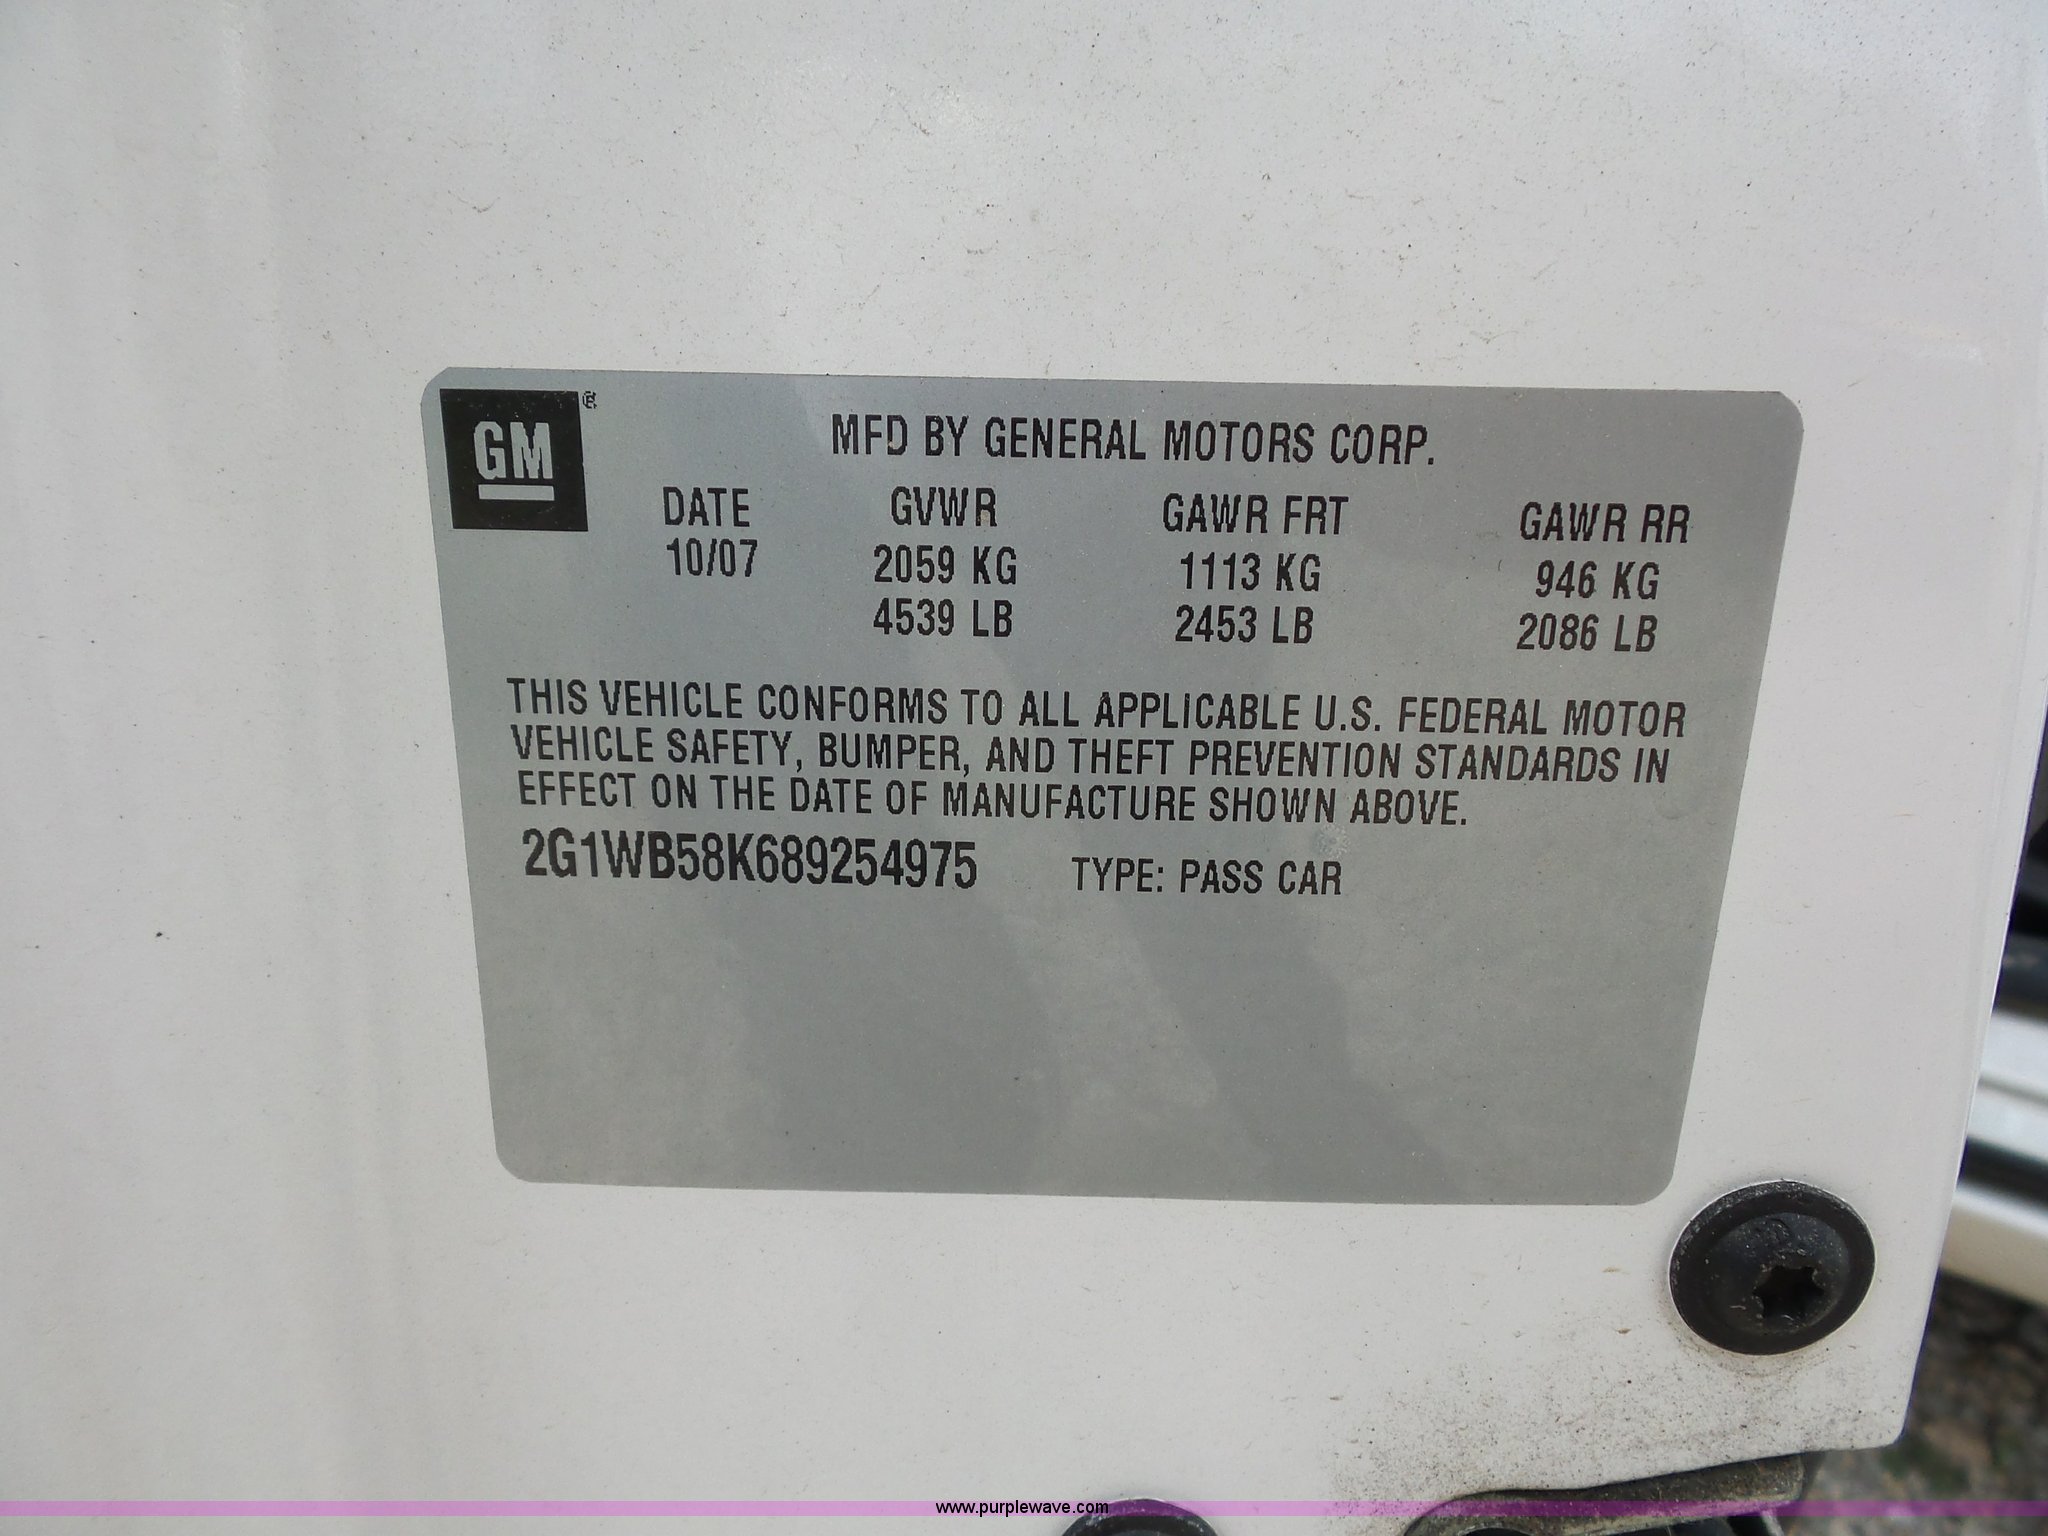 GM ®
MFD BY GENERAL MOTORS CORP.
DATE GVWR GAWR FRT GAWR RR
10/07 2059 KG 1113 KG 946 KG
4539 LB 2453 LB 2086 LB
THIS VEHICLE CONFORMS TO ALL APPLICABLE U.S. FEDERAL MOTOR
VEHICLE SAFETY, BUMPER, AND THEFT PREVENTION STANDARDS IN
EFFECT ON THE DATE OF MANUFACTURE SHOWN ABOVE.
2G1WB58K689254975 TYPE: PASS CAR
www.purplewave.com